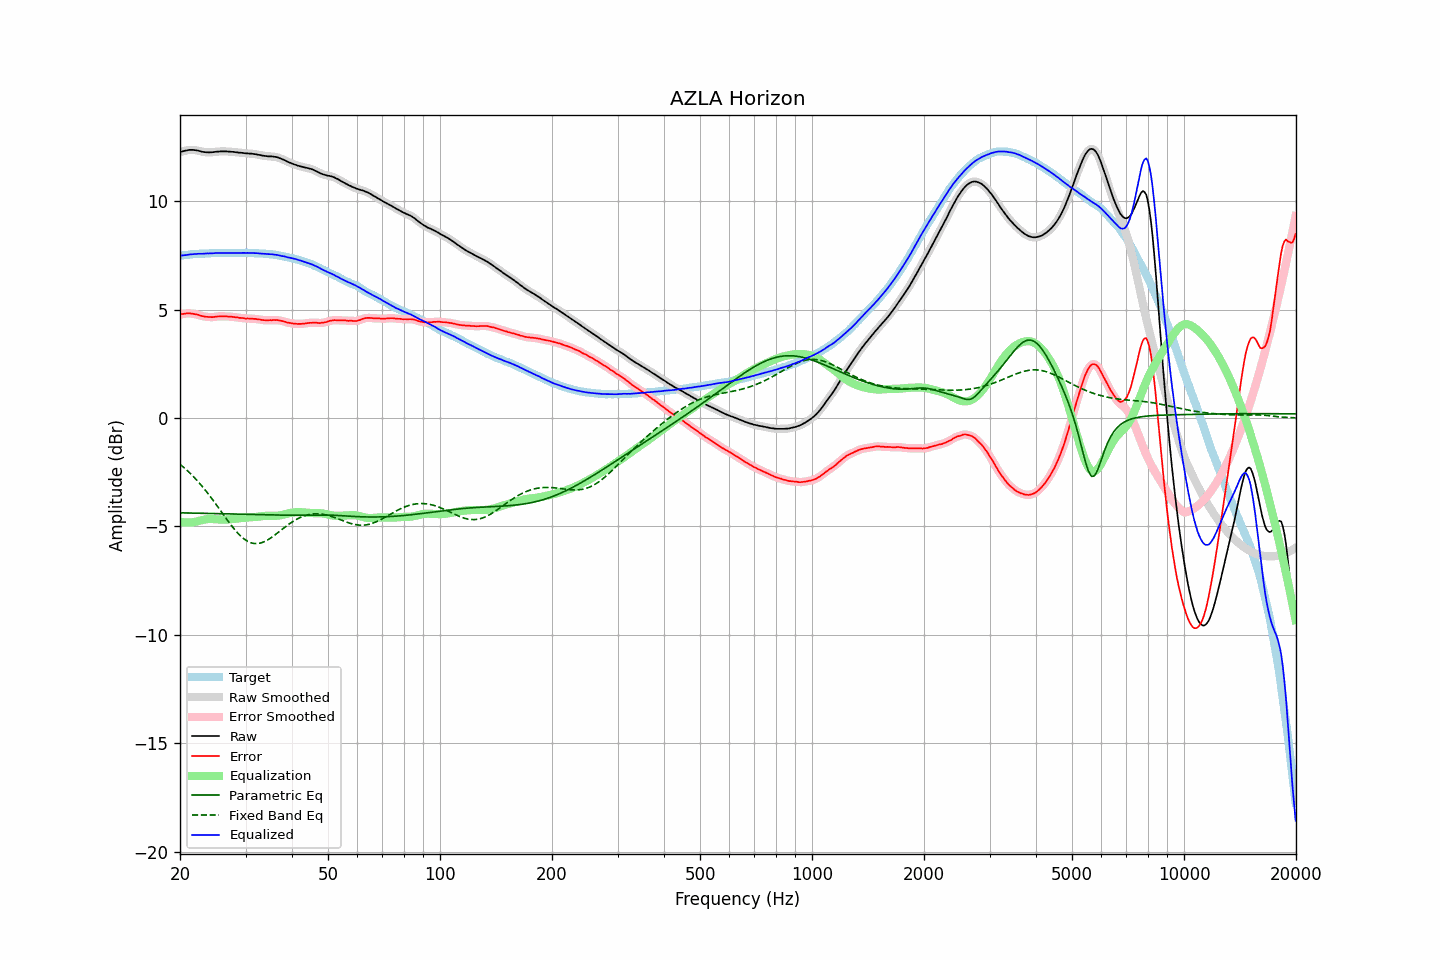 AZLA Horizon
Amplitude (dBr)
10
5
0
−5
−10
−15
−20
Target
Raw Smoothed
Error Smoothed
Raw
Error
Equalization
Parametric Eq
Fixed Band Eq
Equalized
20 50 100 200 500 1000 2000 5000 10000 20000
Frequency (Hz)